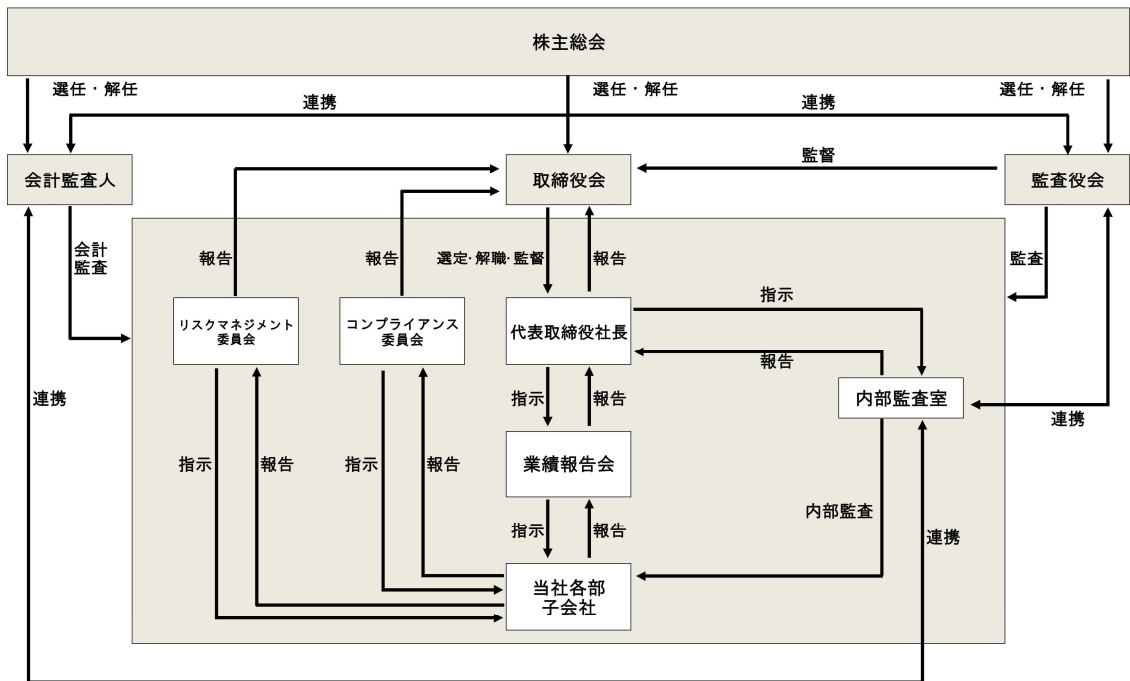 株主総会
選任・解任
選任・解任
選任・解任
連携
連携
会計監査人
取締役会
監査役会
監督
会計
監査
報告
報告
選定・解職・監督
報告
監査
リスクマネジメント
委員会
コンプライアンス
委員会
代表取締役社長
指示
報告
内部監査室
連携
連携
指示
報告
業績報告会
指示
報告
指示
報告
内部監査
指示
報告
連携
当社各部
子会社